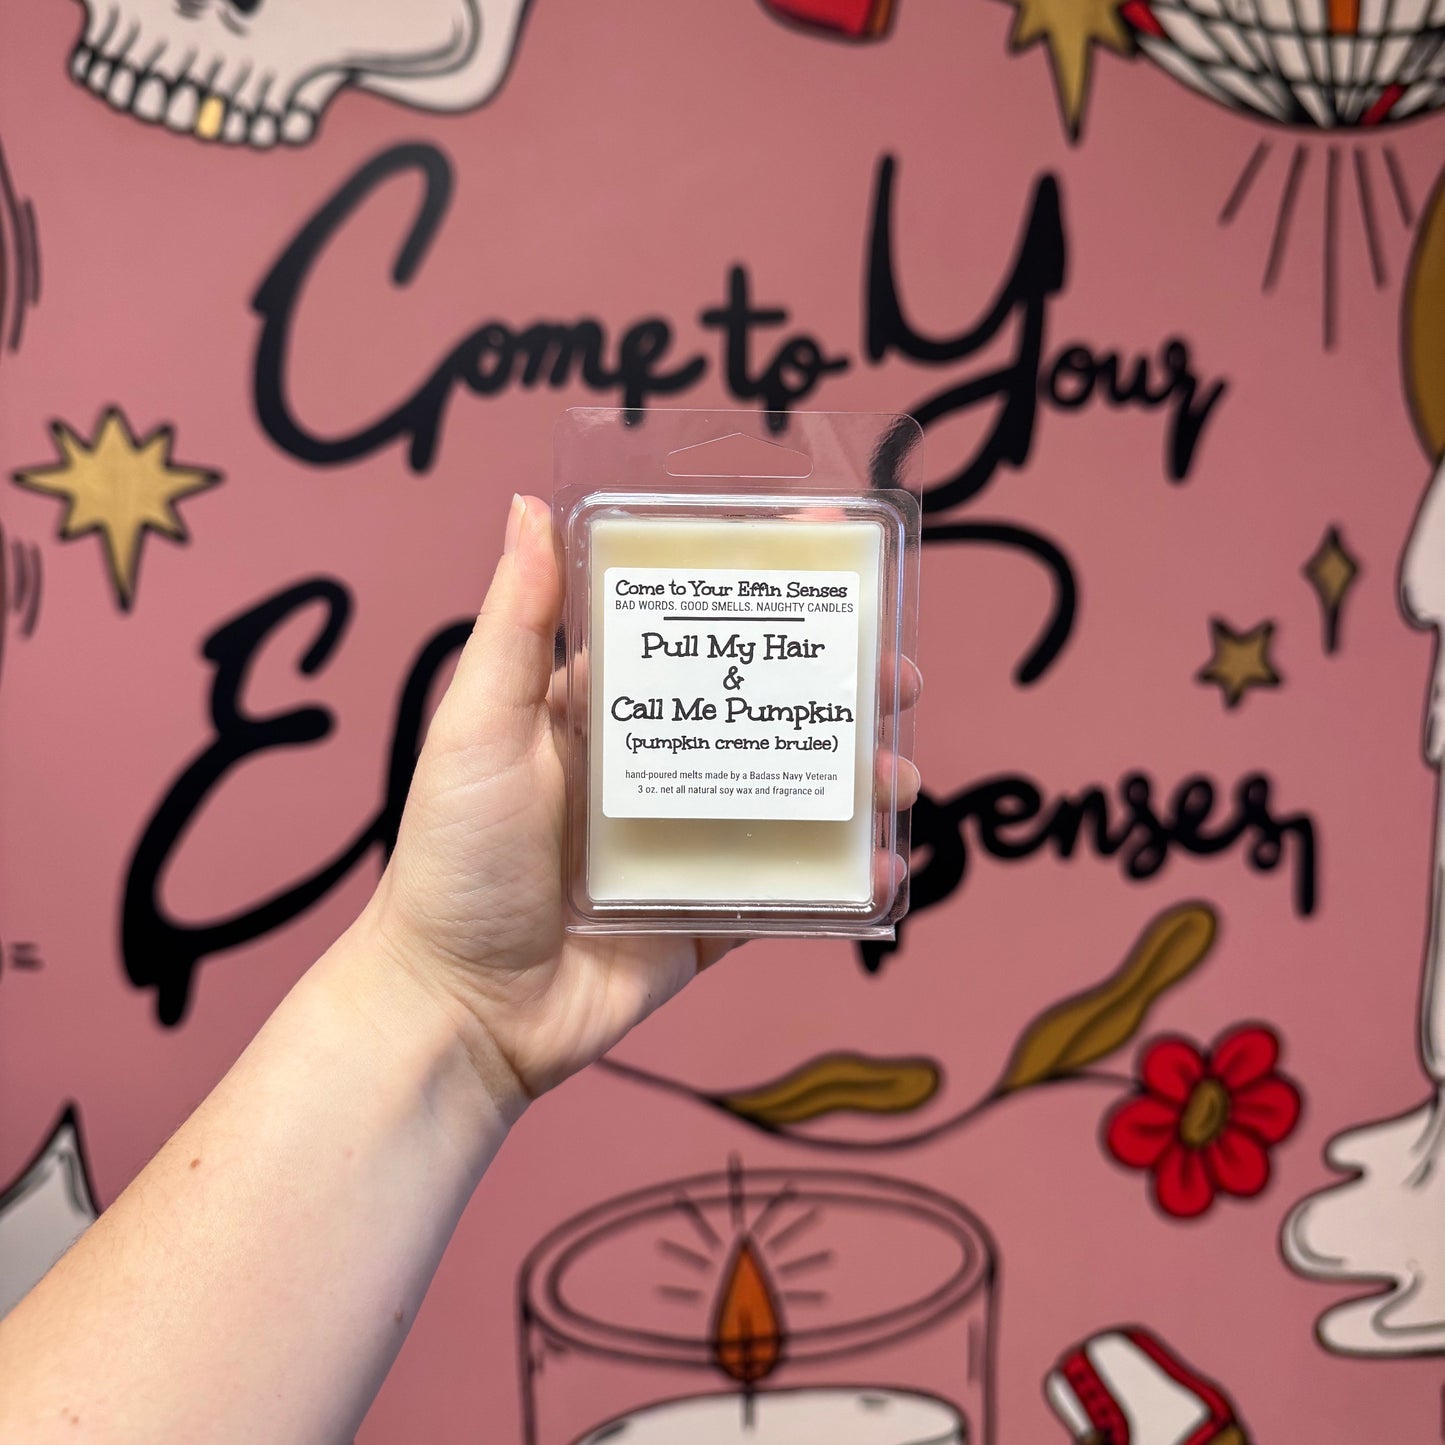 Come to Your
Effin Senses
Come to Your Effin Senses
BAD WORDS. GOOD SMELLS. NAUGHTY CANDLES
Pull My Hair
&
Call Me Pumpkin
(pumpkin creme brulee)
hand-poured melts made by a Badass Navy Veteran
3 oz. net all natural soy wax and fragrance oil